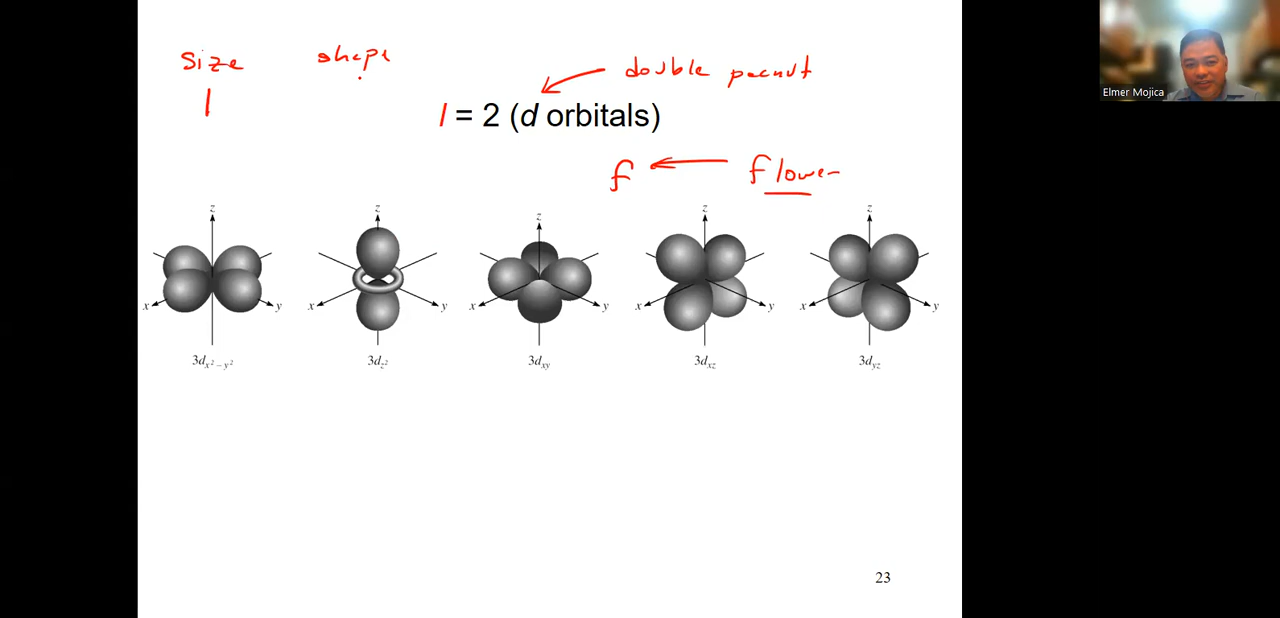 size shape
double peanut
l
l = 2 (d orbitals)
f flower
z z z z z
x y x y x y x y x y
3dx²−y² 3dz² 3dxy 3dxz 3dyz
23
Elmer Mojica